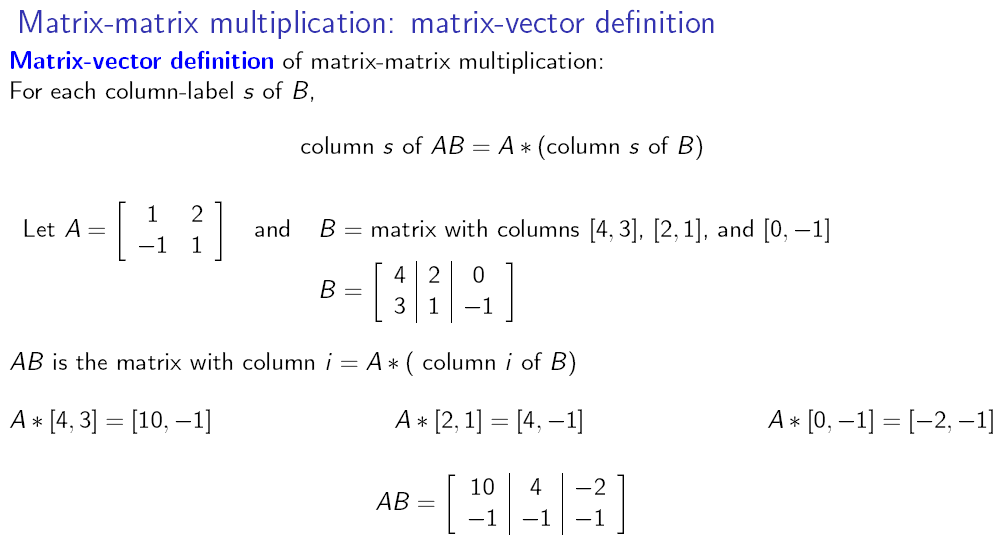 Matrix-matrix multiplication: matrix-vector definition
Matrix-vector definition of matrix-matrix multiplication:
For each column-label s of B,
column s of AB = A ∗ (column s of B)
Let A = [ 1 2 ; −1 1 ] and B = matrix with columns [4, 3], [2, 1], and [0, −1]
B = [ 4 | 2 | 0 ; 3 | 1 | −1 ]
AB is the matrix with column i = A ∗ ( column i of B)
A ∗ [4, 3] = [10, −1] A ∗ [2, 1] = [4, −1] A ∗ [0, −1] = [−2, −1]
AB = [ 10 | 4 | −2 ; −1 | −1 | −1 ]